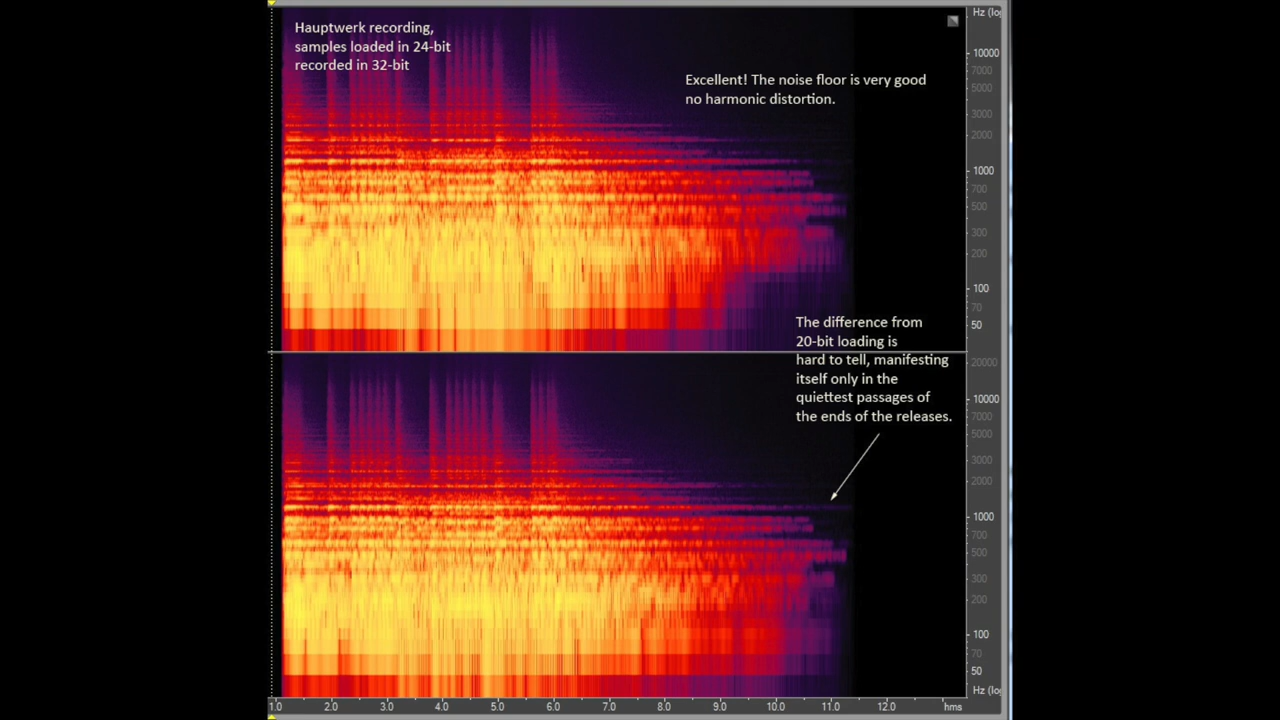 Hz (log
Hauptwerk recording,
samples loaded in 24-bit
recorded in 32-bit
Excellent! The noise floor is very good
no harmonic distortion.
10000
7000
5000
3000
2000
1000
700
500
300
200
100
70
50
The difference from
20-bit loading is
hard to tell, manifesting
itself only in the
quiettest passages of
the ends of the releases.
20000
10000
7000
5000
3000
2000
1000
700
500
300
200
100
70
50
Hz (log
1.0 2.0 3.0 4.0 5.0 6.0 7.0 8.0 9.0 10.0 11.0 12.0 hms